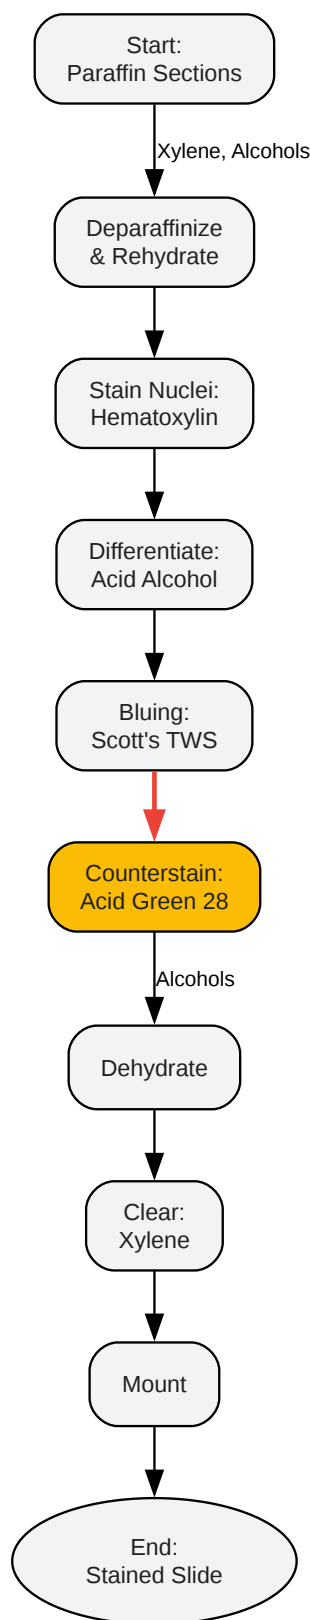 Start:
Paraffin Sections
Xylene, Alcohols
Deparaffinize
& Rehydrate
Stain Nuclei:
Hematoxylin
Differentiate:
Acid Alcohol
Bluing:
Scott's TWS
Counterstain:
Acid Green 28
Alcohols
Dehydrate
Clear:
Xylene
Mount
End:
Stained Slide